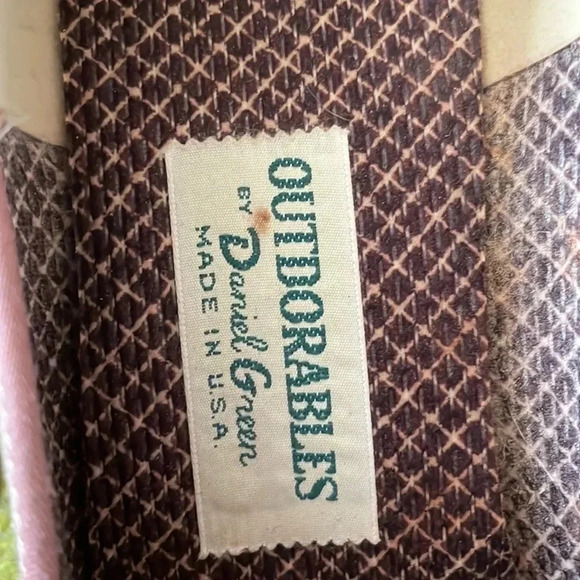 OUTDORABLES
BY Daniel Green
MADE IN U.S.A.